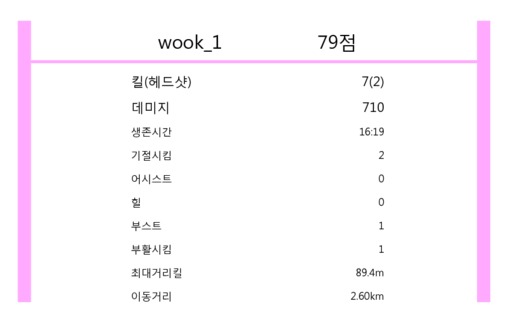 wook_1 79점
킬(헤드샷) 7(2)
데미지 710
생존시간 16:19
기절시킴 2
어시스트 0
힐 0
부스트 1
부활시킴 1
최대거리킬 89.4m
이동거리 2.60km